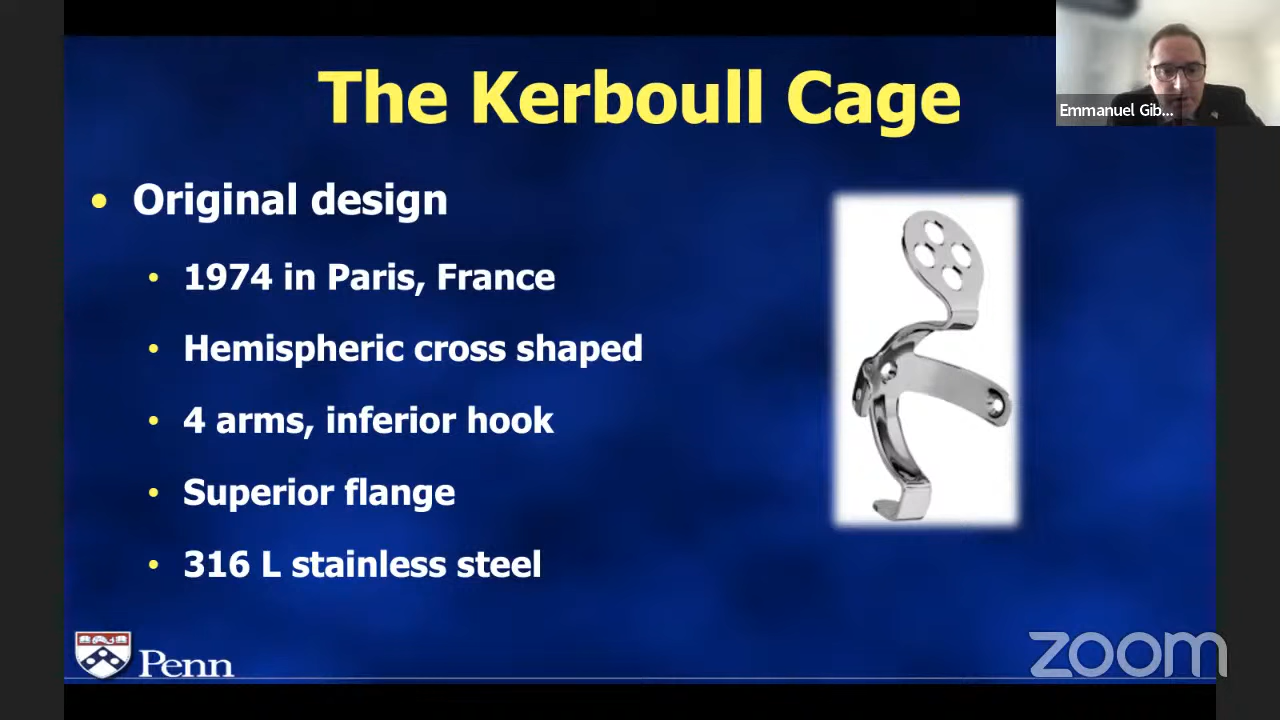 The Kerboull Cage
Emmanuel Gib...
• Original design
• 1974 in Paris, France
• Hemispheric cross shaped
• 4 arms, inferior hook
• Superior flange
• 316 L stainless steel
Penn
zoom